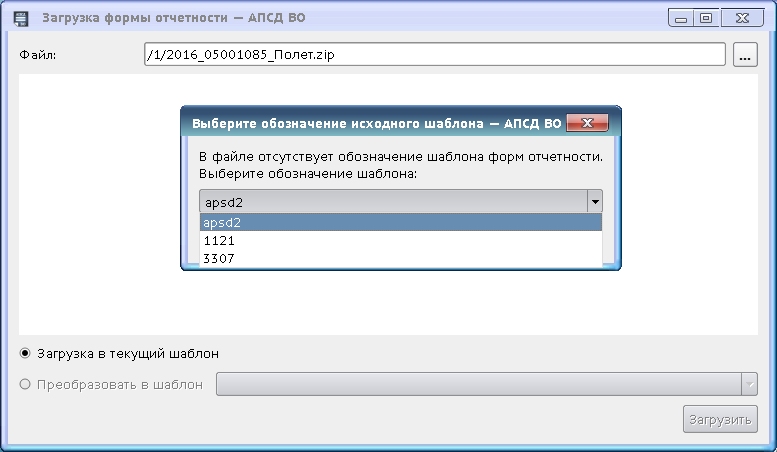 Загрузка формы отчетности — АПСД ВО
Файл:
/1/2016_05001085_Полет.zip
...
Выберите обозначение исходного шаблона — АПСД ВО
В файле отсутствует обозначение шаблона форм отчетности.
Выберите обозначение шаблона:
apsd2
apsd2
1121
3307
Загрузка в текущий шаблон
Преобразовать в шаблон
Загрузить